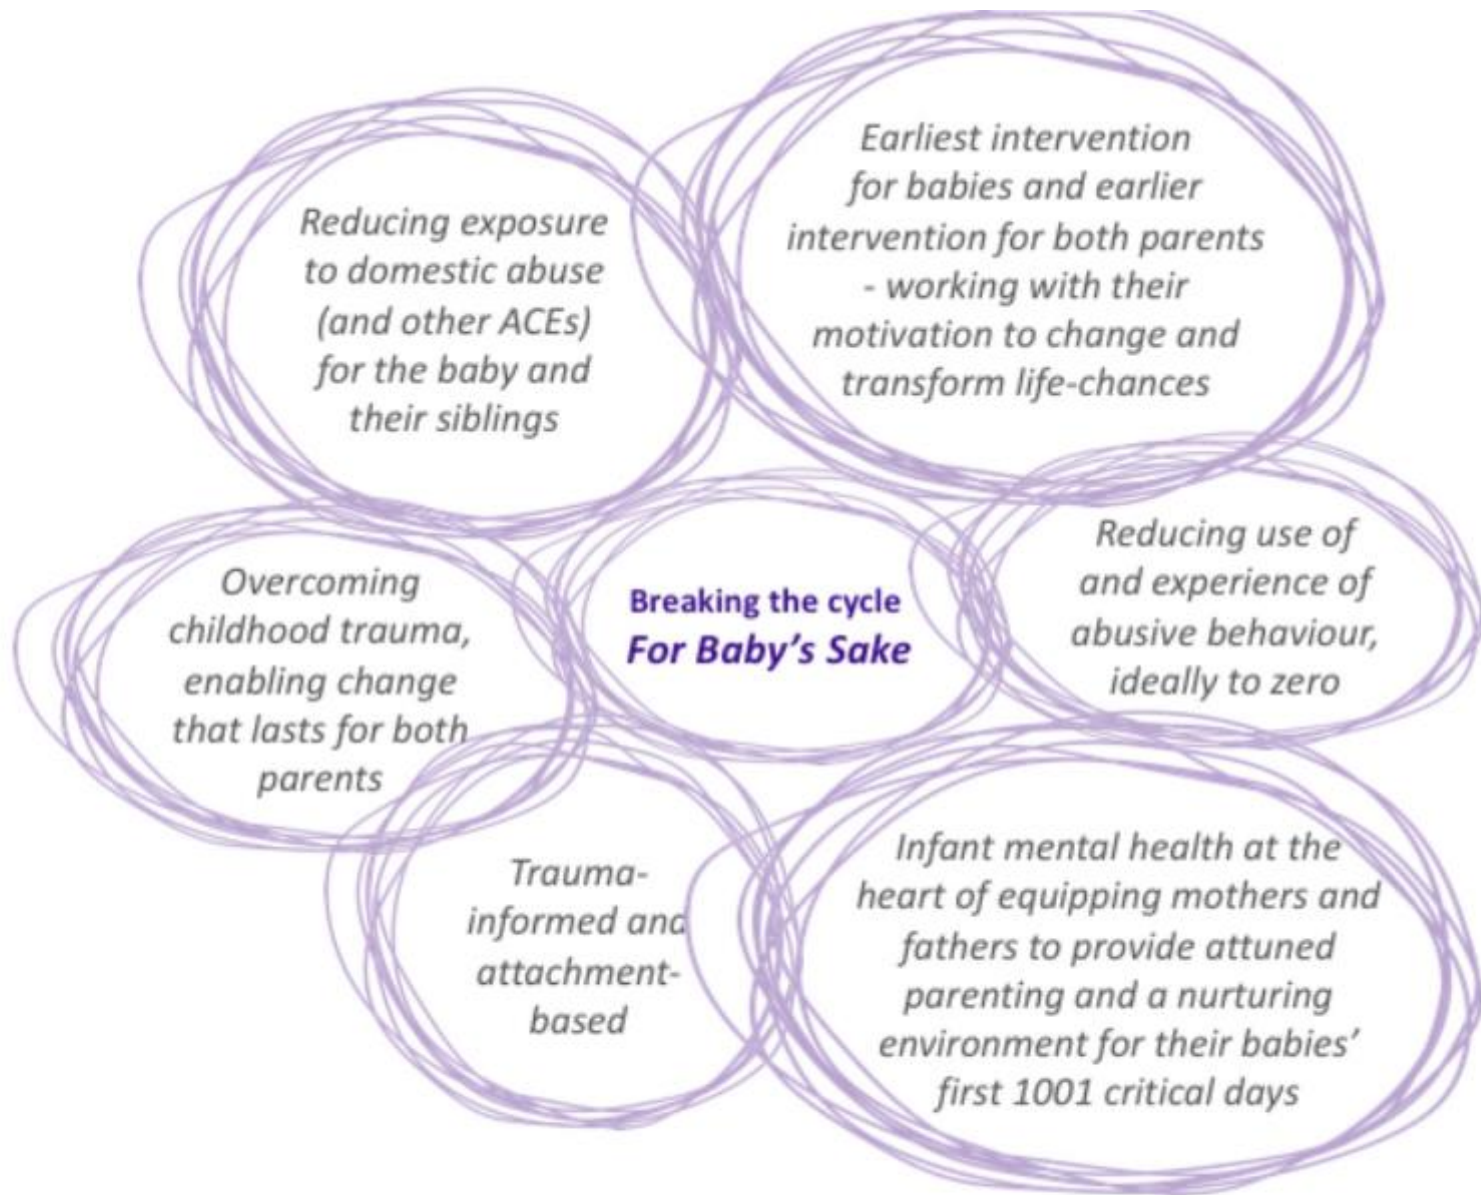 Reducing exposure
to domestic abuse
(and other ACEs)
for the baby and
their siblings
Earliest intervention
for babies and earlier
intervention for both parents
- working with their
motivation to change and
transform life-chances
Overcoming
childhood trauma,
enabling change
that lasts for both
parents
Breaking the cycle
For Baby's Sake
Reducing use of
and experience of
abusive behaviour,
ideally to zero
Trauma-
informed and
attachment-
based
Infant mental health at the
heart of equipping mothers and
fathers to provide attuned
parenting and a nurturing
environment for their babies'
first 1001 critical days